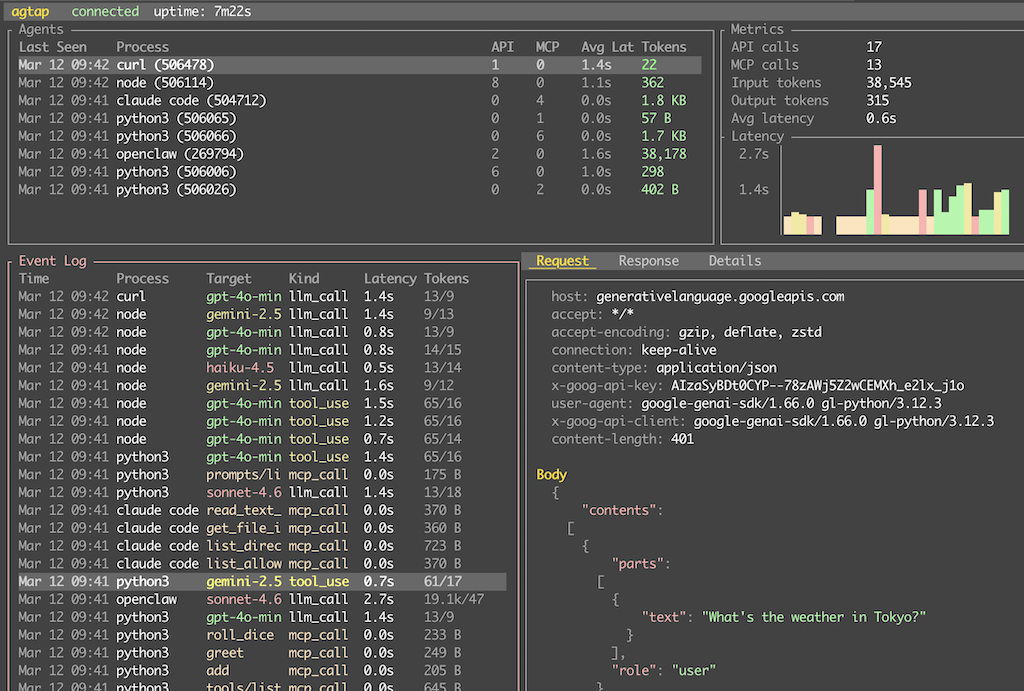 agtap connected uptime: 7m22s
Agents
Last Seen Process API MCP Avg Lat Tokens
Mar 12 09:42 curl (506478) 1 0 1.4s 22
Mar 12 09:42 node (506114) 8 0 1.1s 362
Mar 12 09:41 claude code (504712) 0 4 0.0s 1.8 KB
Mar 12 09:41 python3 (506065) 0 1 0.0s 57 B
Mar 12 09:41 python3 (506066) 0 6 0.0s 1.7 KB
Mar 12 09:41 openclaw (269794) 2 0 1.6s 38,178
Mar 12 09:41 python3 (506006) 6 0 1.0s 298
Mar 12 09:41 python3 (506026) 0 2 0.0s 402 B
Metrics
API calls 17
MCP calls 13
Input tokens 38,545
Output tokens 315
Avg latency 0.6s
Latency
2.7s
1.4s
Event Log
Time Process Target Kind Latency Tokens
Mar 12 09:42 curl gpt-4o-min llm_call 1.4s 13/9
Mar 12 09:42 node gemini-2.5 llm_call 1.4s 9/13
Mar 12 09:42 node gpt-4o-min llm_call 0.8s 13/9
Mar 12 09:41 node gpt-4o-min llm_call 0.8s 14/15
Mar 12 09:41 node haiku-4.5 llm_call 0.5s 13/14
Mar 12 09:41 node gemini-2.5 llm_call 1.6s 9/12
Mar 12 09:41 node gpt-4o-min tool_use 1.5s 65/16
Mar 12 09:41 node gpt-4o-min tool_use 1.2s 65/16
Mar 12 09:41 node gpt-4o-min tool_use 0.7s 65/14
Mar 12 09:41 python3 gpt-4o-min tool_use 1.4s 65/16
Mar 12 09:41 python3 prompts/li mcp_call 0.0s 175 B
Mar 12 09:41 python3 sonnet-4.6 llm_call 1.4s 13/18
Mar 12 09:41 claude code read_text_ mcp_call 0.0s 370 B
Mar 12 09:41 claude code get_file_i mcp_call 0.0s 360 B
Mar 12 09:41 claude code list_direc mcp_call 0.0s 723 B
Mar 12 09:41 claude code list_allow mcp_call 0.0s 370 B
Mar 12 09:41 python3 gemini-2.5 tool_use 0.7s 61/17
Mar 12 09:41 openclaw sonnet-4.6 llm_call 2.7s 19.1k/47
Mar 12 09:41 python3 gpt-4o-min llm_call 1.4s 13/9
Mar 12 09:41 python3 roll_dice mcp_call 0.0s 233 B
Mar 12 09:41 python3 greet mcp_call 0.0s 249 B
Mar 12 09:41 python3 add mcp_call 0.0s 205 B
Mar 12 09:41 python3 tools/list mcp_call 0.0s 645 B
Request Response Details
host: generativelanguage.googleapis.com
accept: */*
accept-encoding: gzip, deflate, zstd
connection: keep-alive
content-type: application/json
x-goog-api-key: AIzaSyBDt0CYP--78zAWj5Z2wCEMXh_e2lx_j1o
user-agent: google-genai-sdk/1.66.0 gl-python/3.12.3
x-goog-api-client: google-genai-sdk/1.66.0 gl-python/3.12.3
content-length: 401
Body
{
"contents":
[
{
"parts":
[
{
"text": "What's the weather in Tokyo?"
}
],
"role": "user"
}